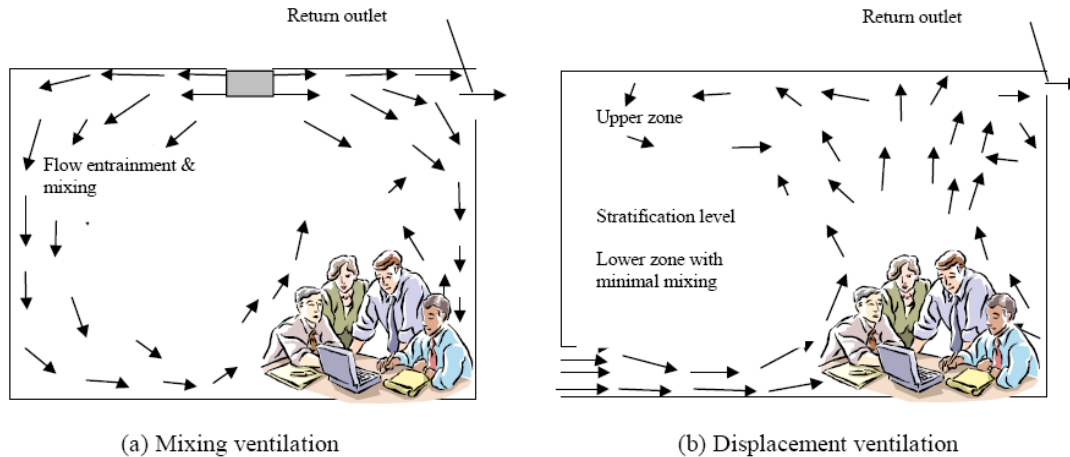 Return outlet
Flow entrainment &
mixing
(a) Mixing ventilation
Return outlet
Upper zone
Stratification level
Lower zone with
minimal mixing
(b) Displacement ventilation